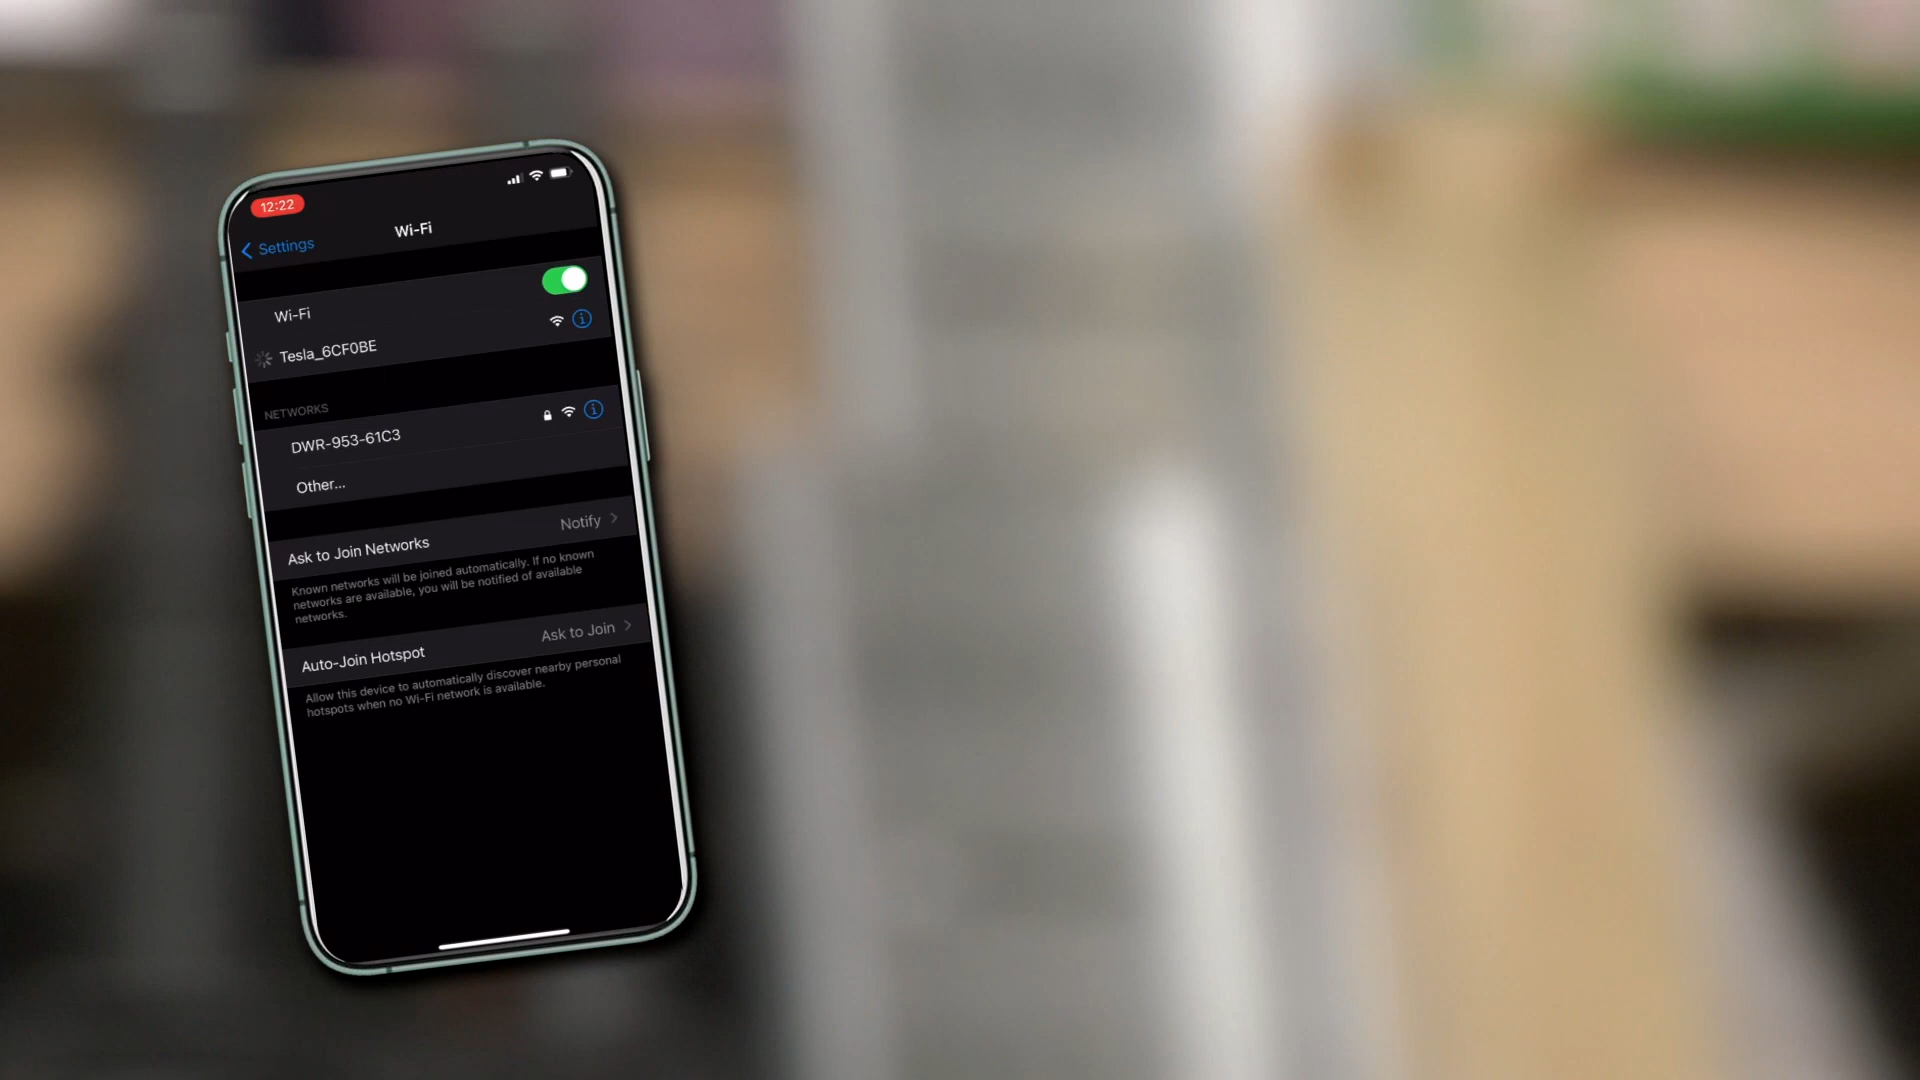 12:22
Settings
Wi-Fi
Wi-Fi
Tesla_6CF0BE
NETWORKS
DWR-953-61C3
Other...
Ask to Join Networks
Notify
Known networks will be joined automatically. If no known
networks are available, you will be notified of available
networks.
Auto-Join Hotspot
Ask to Join
Allow this device to automatically discover nearby personal
hotspots when no Wi-Fi network is available.